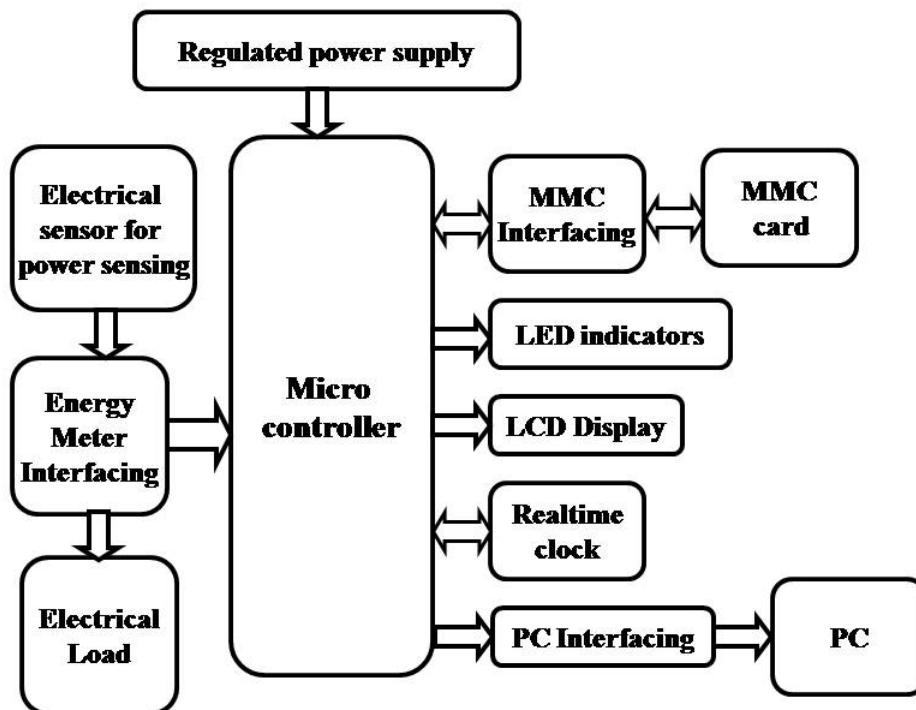 Regulated power supply
Electrical
sensor for
power sensing
Energy
Meter
Interfacing
Electrical
Load
Micro
controller
MMC
Interfacing
MMC
card
LED indicators
LCD Display
Realtime
clock
PC Interfacing
PC